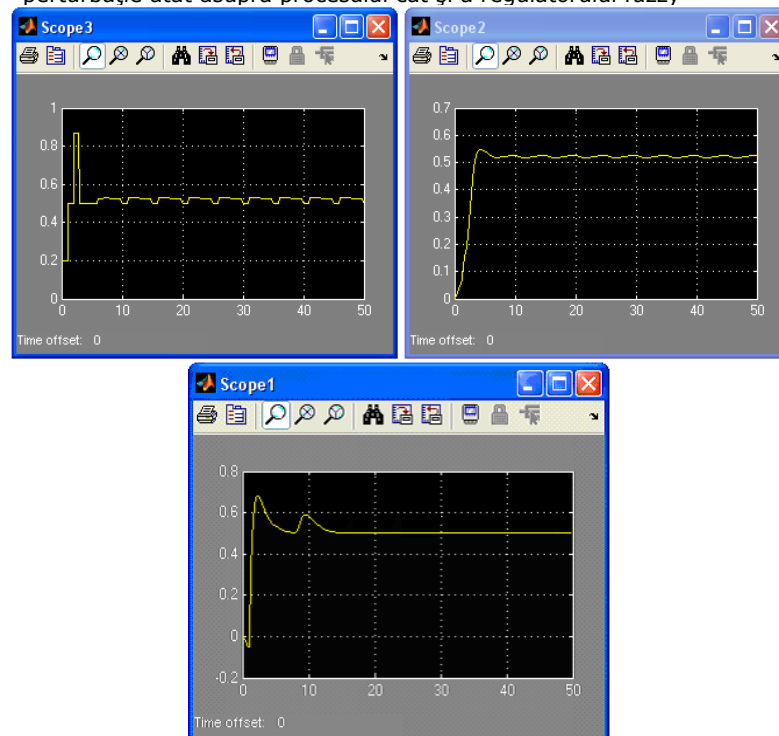 perturbaţie atât asupra procesului cât şi a regulatorului fuzzy
Scope3
1
0.8
0.6
0.4
0.2
0
0 10 20 30 40 50
Time offset: 0
Scope2
0.7
0.6
0.5
0.4
0.3
0.2
0.1
0
0 10 20 30 40 50
Time offset: 0
Scope1
0.8
0.6
0.4
0.2
0
-0.2
0 10 20 30 40 50
Time offset: 0